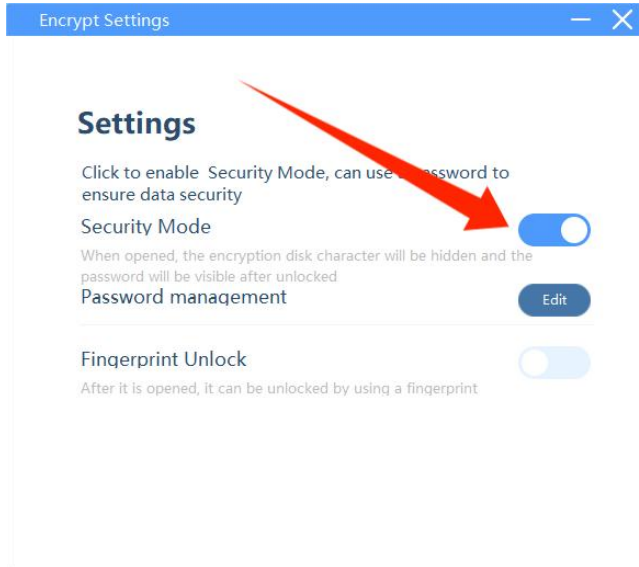 Encrypt Settings
Settings
Click to enable Security Mode, can use password to
ensure data security
Security Mode
When opened, the encryption disk character will be hidden and the
password will be visible after unlocked
Password management
Edit
Fingerprint Unlock
After it is opened, it can be unlocked by using a fingerprint